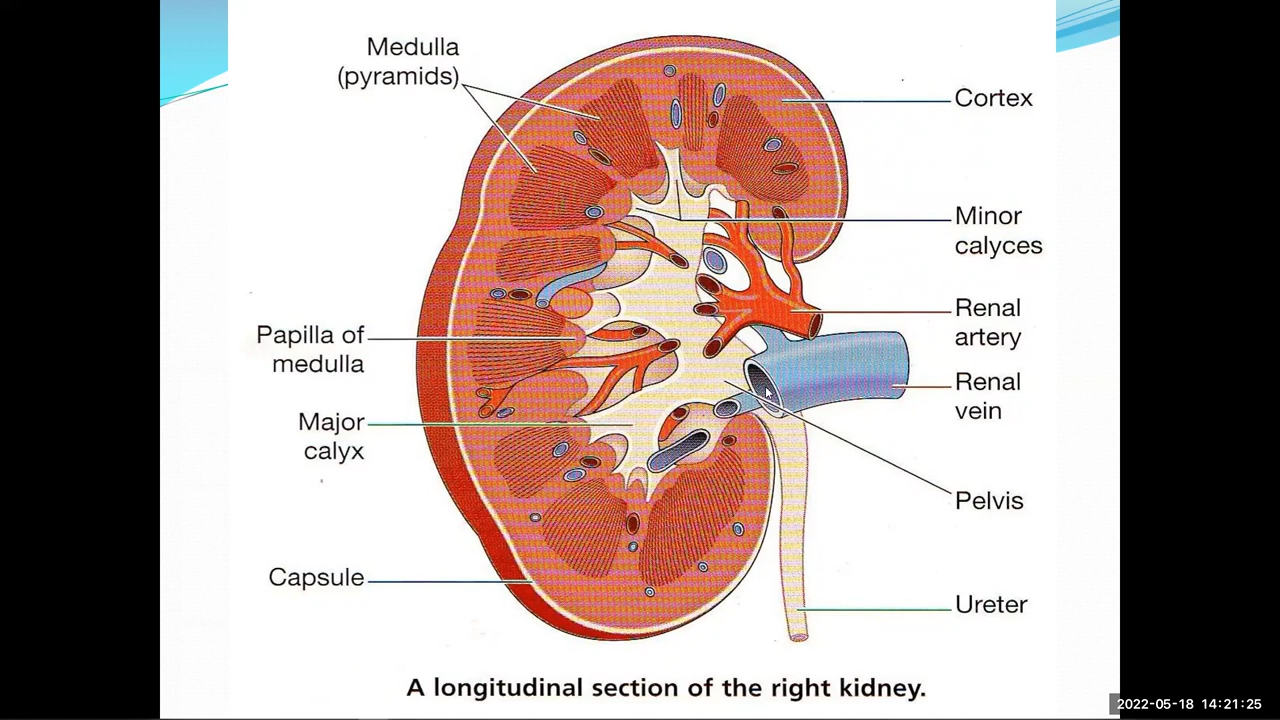 Medulla
(pyramids)
Cortex
Minor
calyces
Renal
artery
Papilla of
medulla
Renal
vein
Major
calyx
Pelvis
Capsule
Ureter
A longitudinal section of the right kidney.
2022-05-18 14:21:25